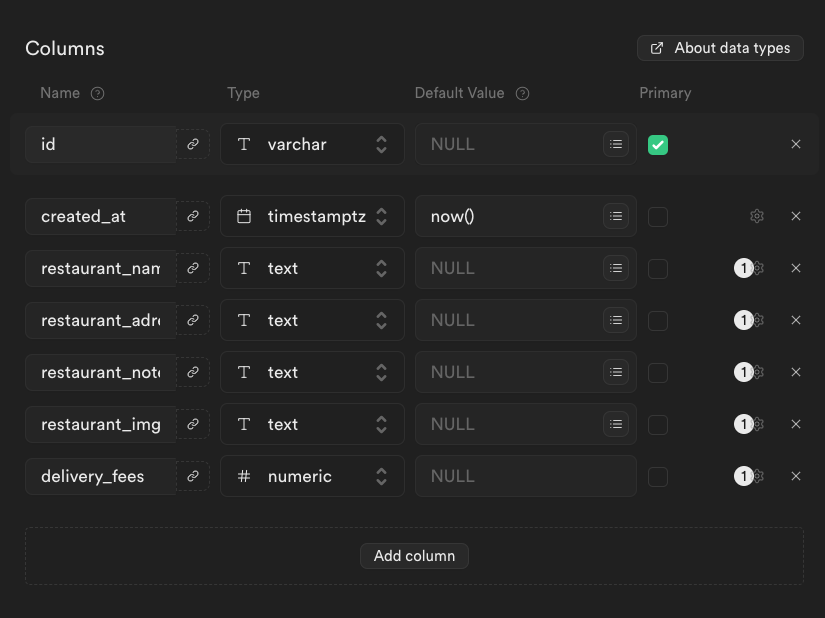 Columns
About data types
Name Type Default Value Primary
id varchar NULL
created_at timestamptz now()
restaurant_nam text NULL 1
restaurant_adr text NULL 1
restaurant_not text NULL 1
restaurant_img text NULL 1
delivery_fees # numeric NULL 1
Add column